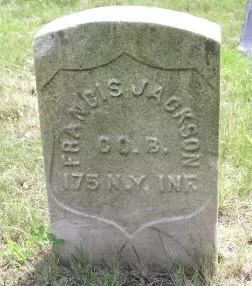 FRANCIS JACKSON
CO. B.
175 N.Y. INF.